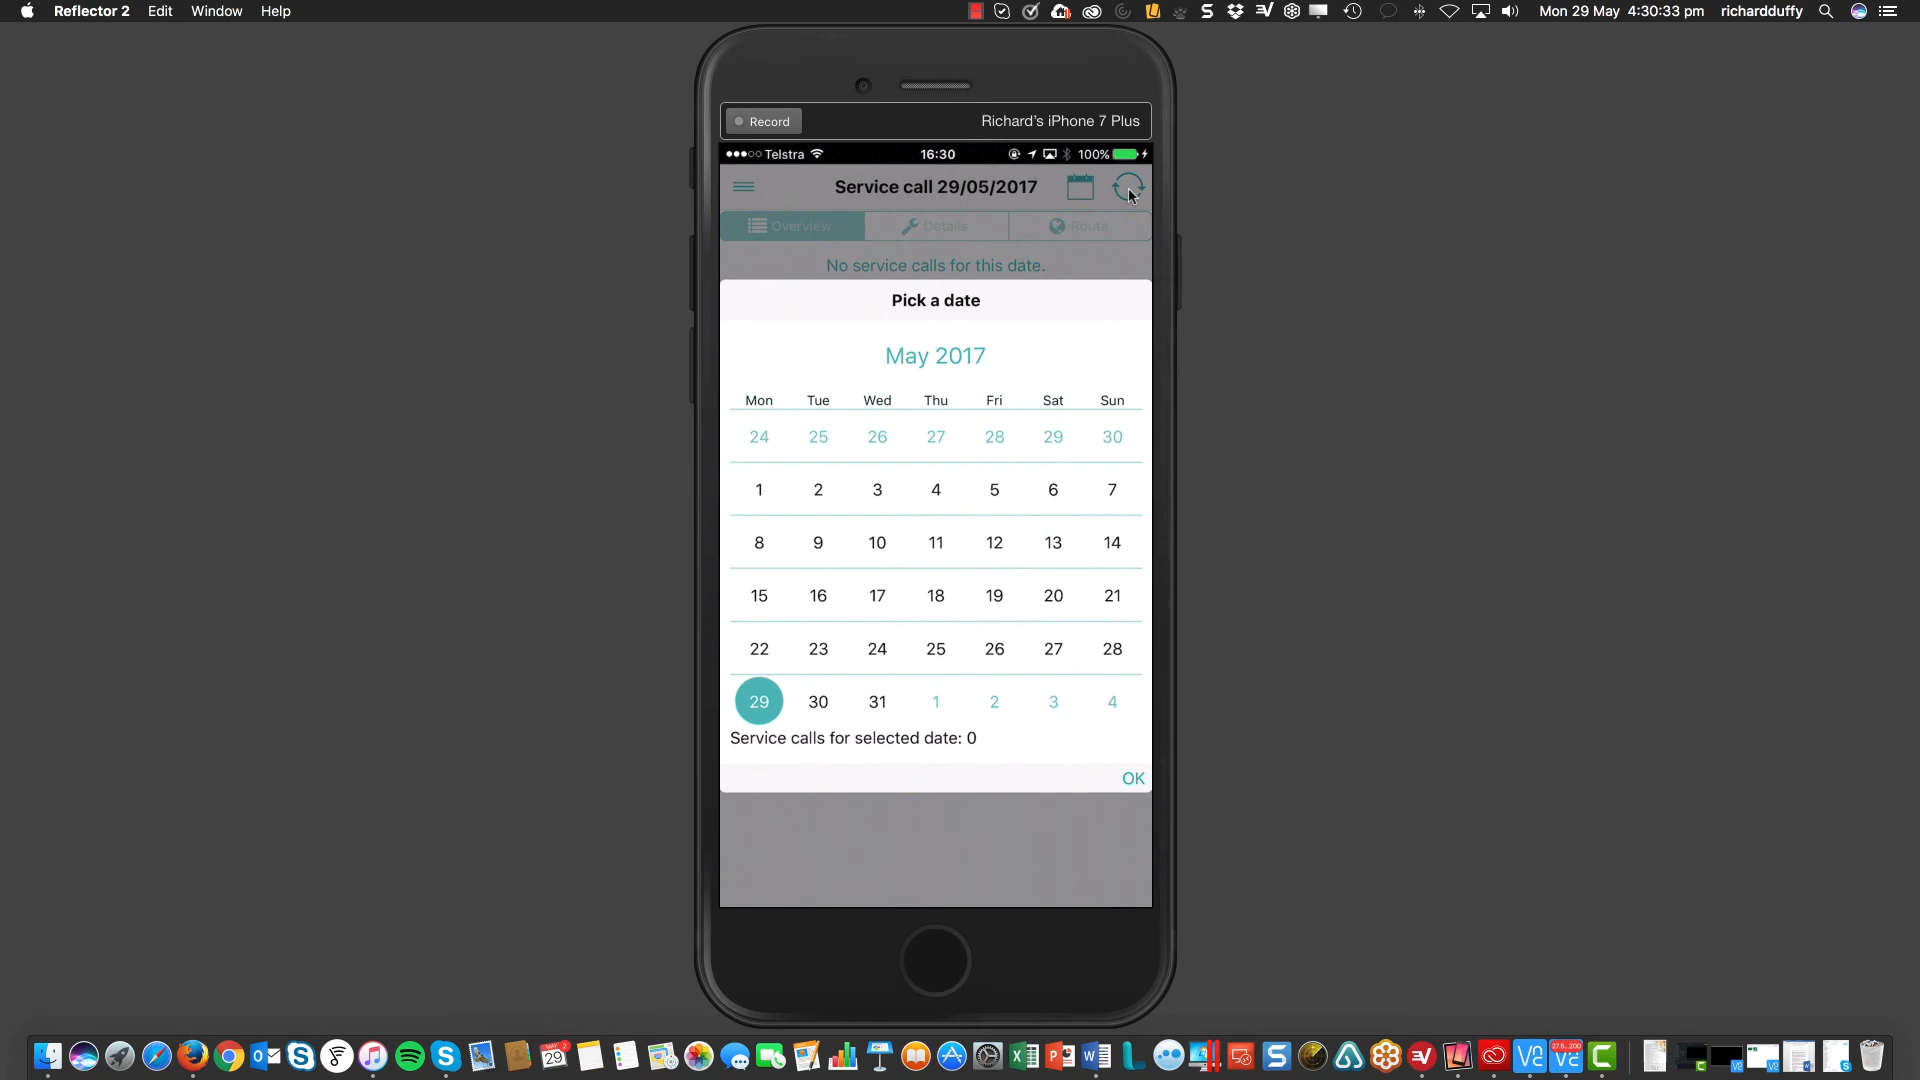 Reflector 2 Edit Window Help
Mon 29 May 4:30:33 pm richardduffy
Record Richard's iPhone 7 Plus
Telstra 16:30 100%
Service call 29/05/2017
Overview Details Route
No service calls for this date.
Pick a date
May 2017
Mon Tue Wed Thu Fri Sat Sun
24 25 26 27 28 29 30
1 2 3 4 5 6 7
8 9 10 11 12 13 14
15 16 17 18 19 20 21
22 23 24 25 26 27 28
29 30 31 1 2 3 4
Service calls for selected date: 0
OK